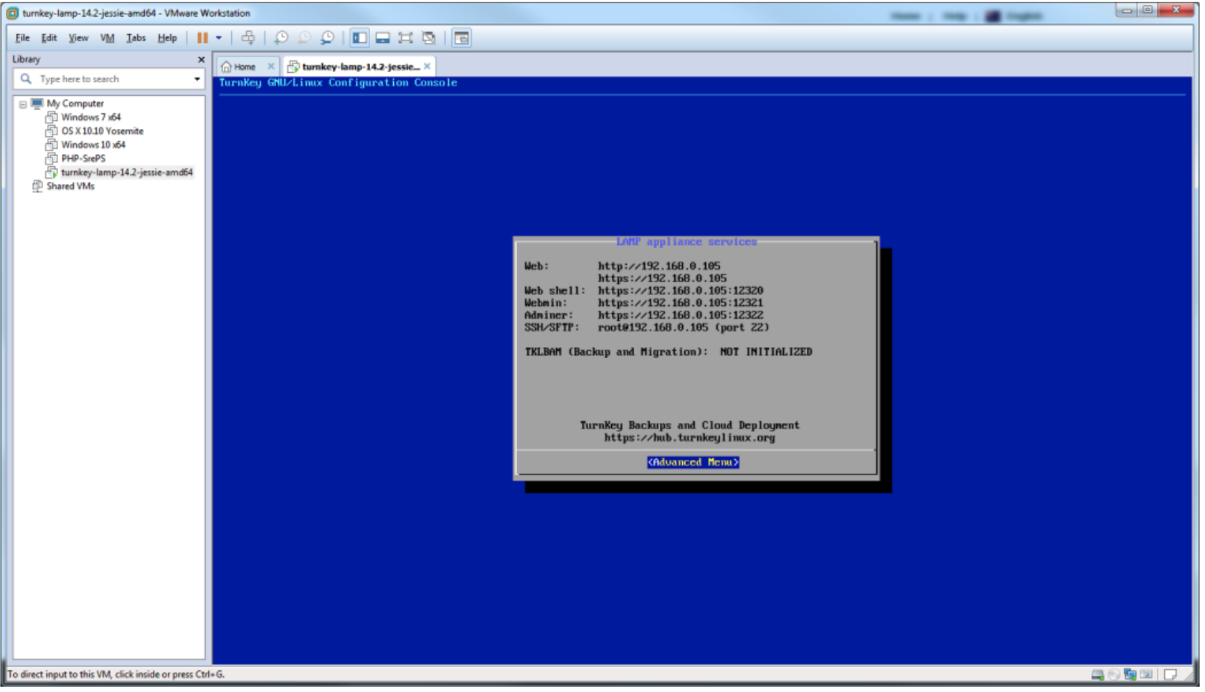 turnkey-lamp-14.2-jessie-amd64 - VMware Workstation
File Edit View VM Tabs Help
Library
Type here to search
My Computer
Windows 7 x64
OS X 10.10 Yosemite
Windows 10 x64
PHP-SrePS
turnkey-lamp-14.2-jessie-amd64
Shared VMs
Home turnkey-lamp-14.2-jessie...
TurnKey GNU/Linux Configuration Console
LAMP appliance services
Web: http://192.168.0.105
https://192.168.0.105
Web shell: https://192.168.0.105:12320
Webmin: https://192.168.0.105:12321
Adminer: https://192.168.0.105:12322
SSH/SFTP: root@192.168.0.105 (port 22)
TKLBAM (Backup and Migration): NOT INITIALIZED
TurnKey Backups and Cloud Deployment
https://hub.turnkeylinux.org
<Advanced Menu>
To direct input to this VM, click inside or press Ctrl+G.